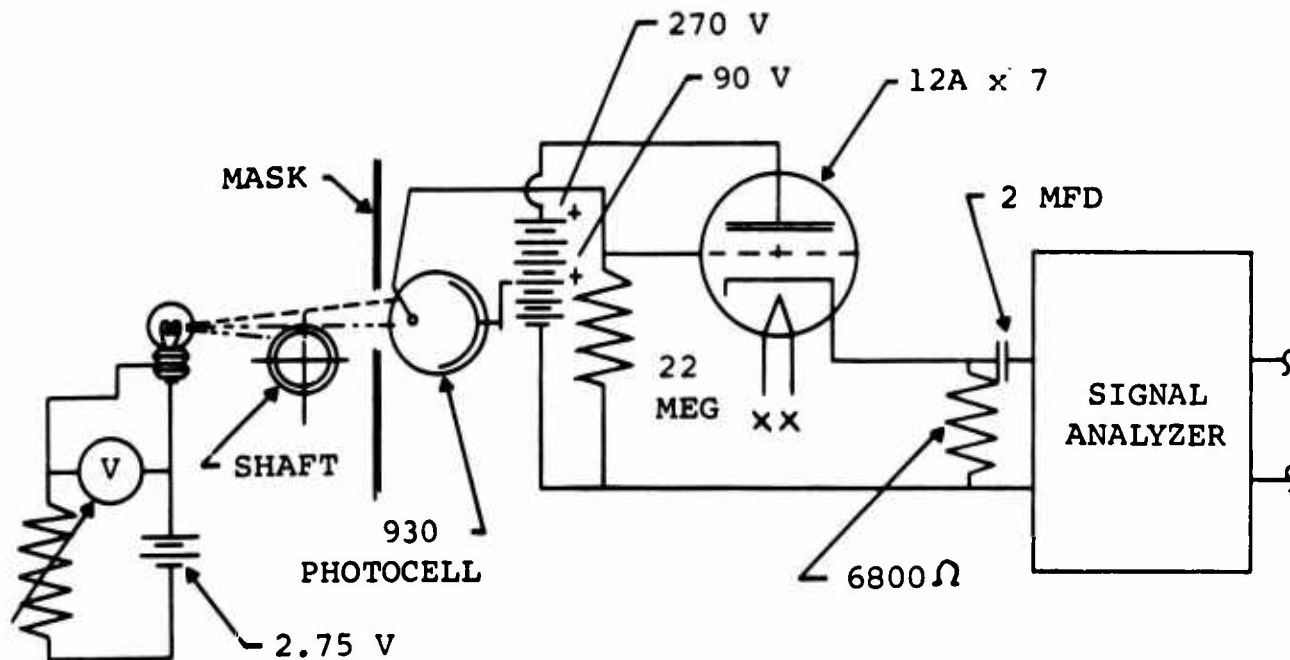 270 V
90 V
12A x 7
MASK
+
2 MFD
+
+
22
MEG
SIGNAL
ANALYZER
V
SHAFT
xx
930
PHOTOCELL
6800Ω
2.75 V